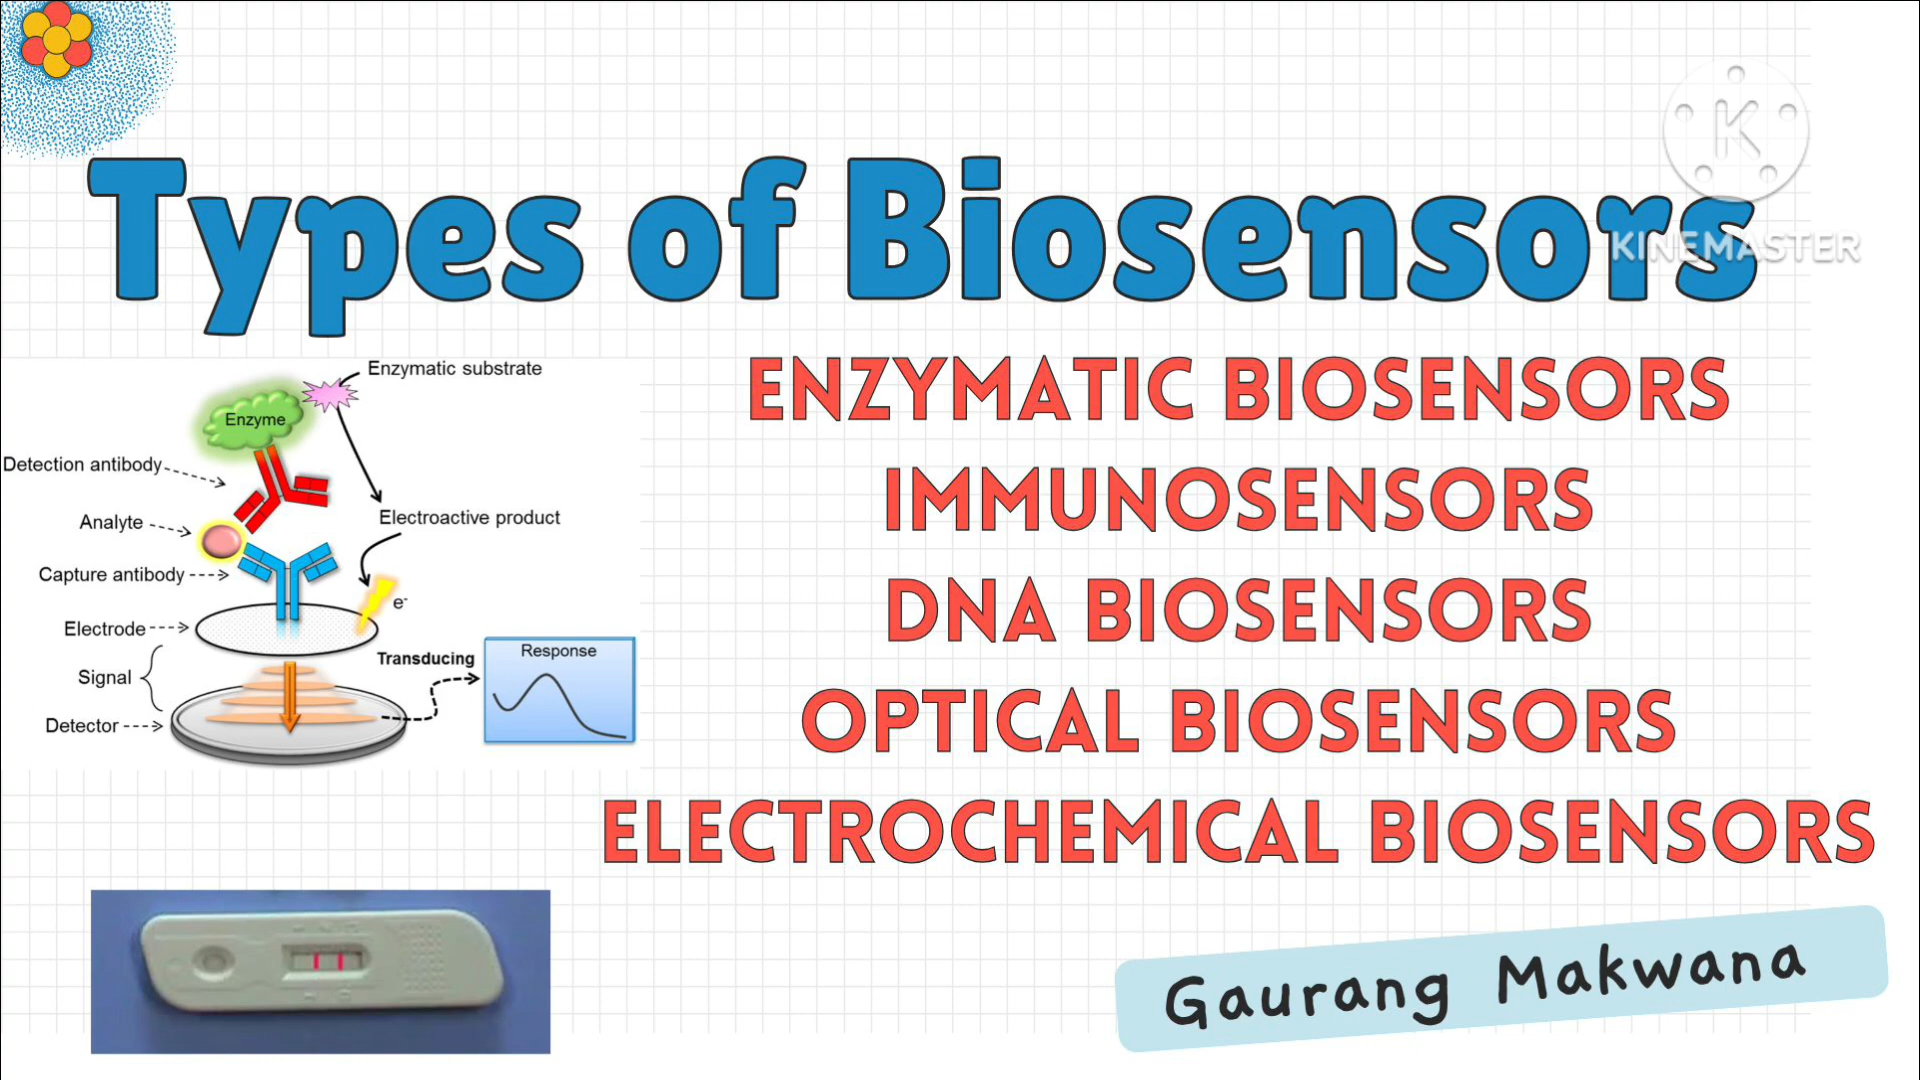 K
KINEMASTER
Types of Biosensors
Enzymatic substrate
Enzyme
Detection antibody
Electroactive product
Analyte
Capture antibody
e-
Electrode
Transducing
Response
Signal
Detector
ENZYMATIC BIOSENSORS
IMMUNOSENSORS
DNA BIOSENSORS
OPTICAL BIOSENSORS
ELECTROCHEMICAL BIOSENSORS
Gaurang Makwana